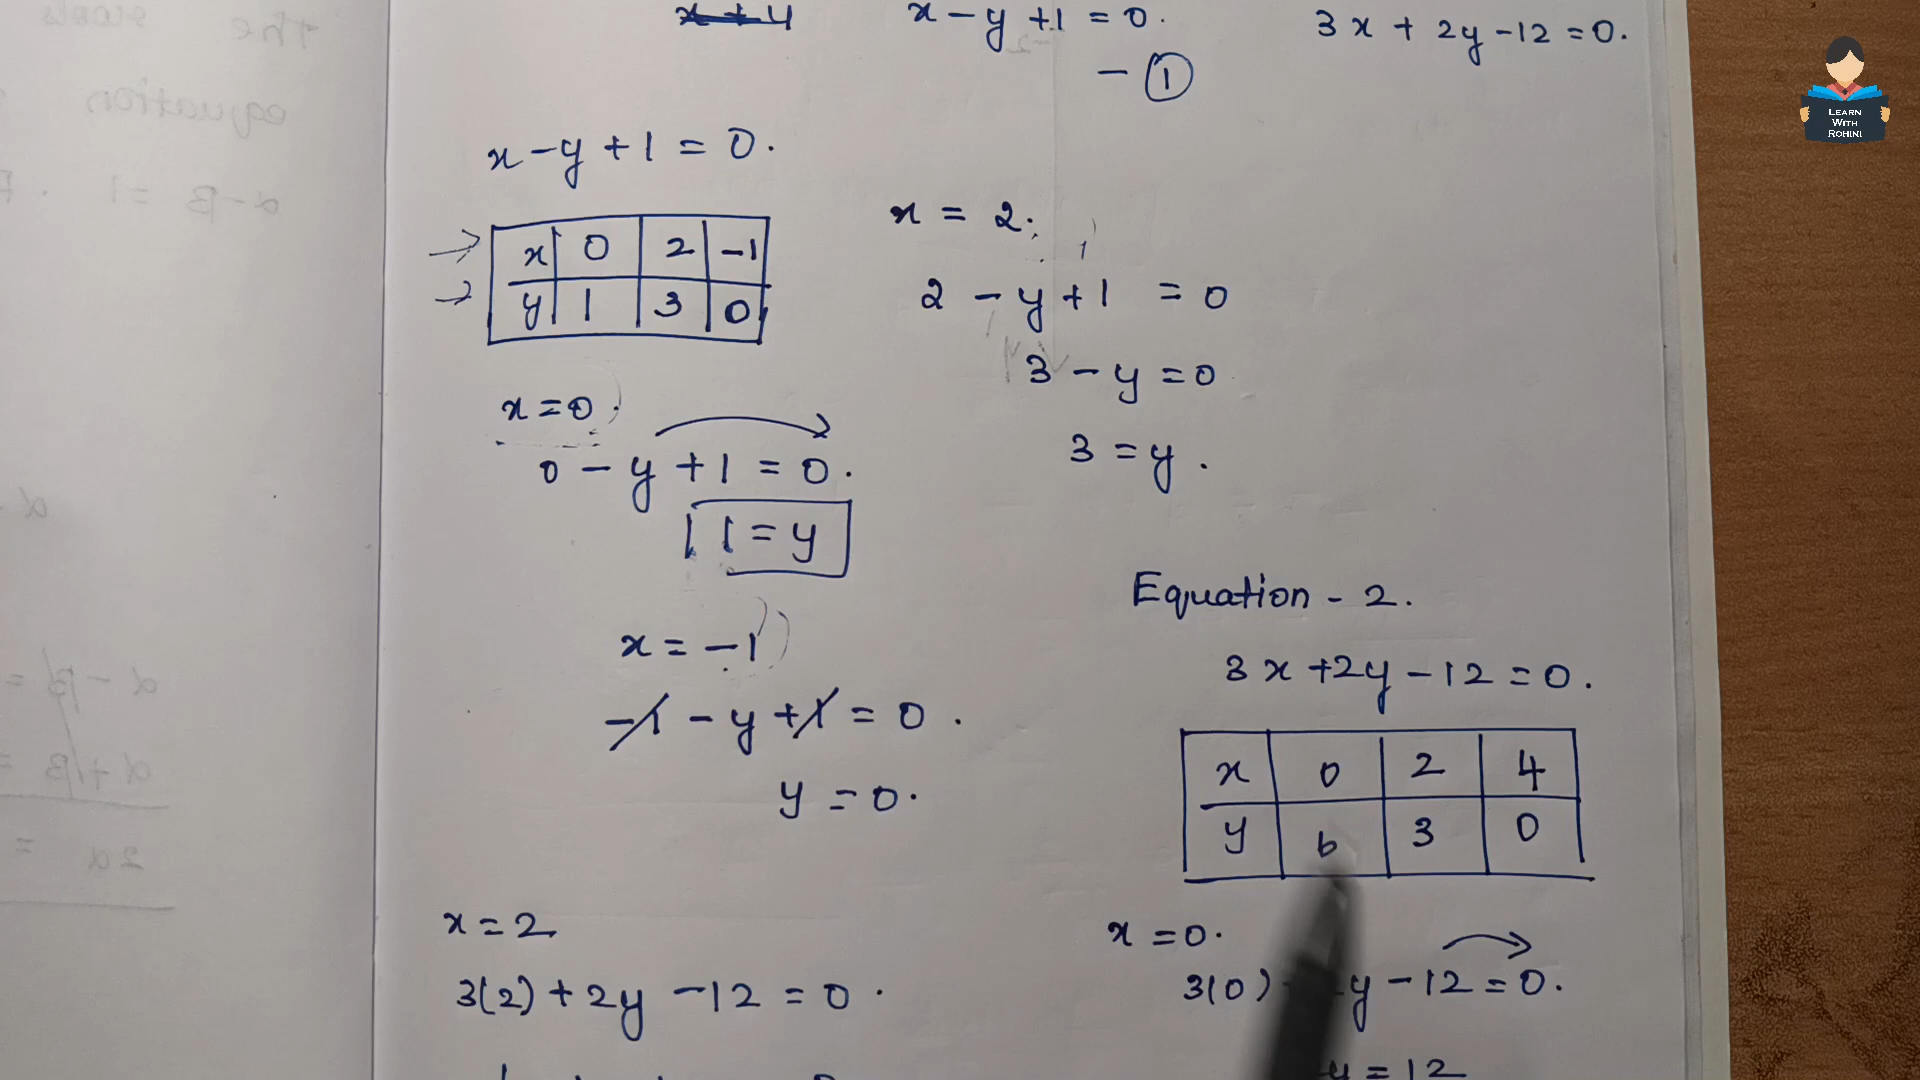 x - y + 1 = 0.
3x + 2y - 12 = 0.
- ①
x - y + 1 = 0.
x 0 2 -1
y 1 3 0
x = 0
0 - y + 1 = 0.
1 = y
x = -1
-1 - y + 1 = 0.
y = 0.
x = 2.
2 - y + 1 = 0
3 - y = 0
3 = y.
Equation - 2.
3x + 2y - 12 = 0.
x 0 2 4
y 6 3 0
x = 2
3(2) + 2y - 12 = 0.
x = 0.
3(0) y - 12 = 0.
y = 12
LEARN
WITH
ROHINI